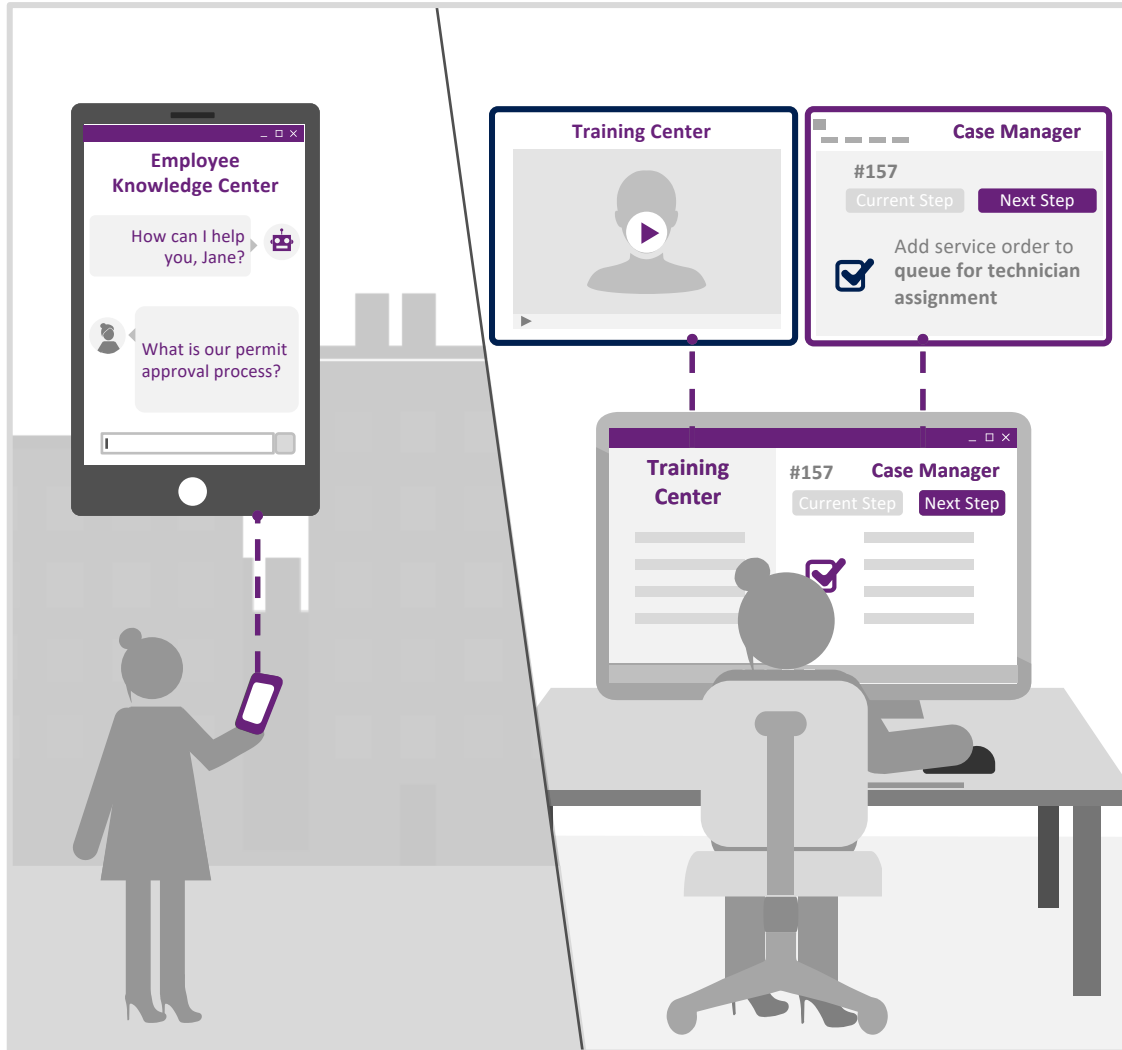 Employee
Knowledge Center
How can I help
you, Jane?
What is our permit
approval process?
Training Center
Case Manager
#157
Current Step
Next Step
Add service order to
queue for technician
assignment
Training
Center
#157
Case Manager
Current Step
Next Step